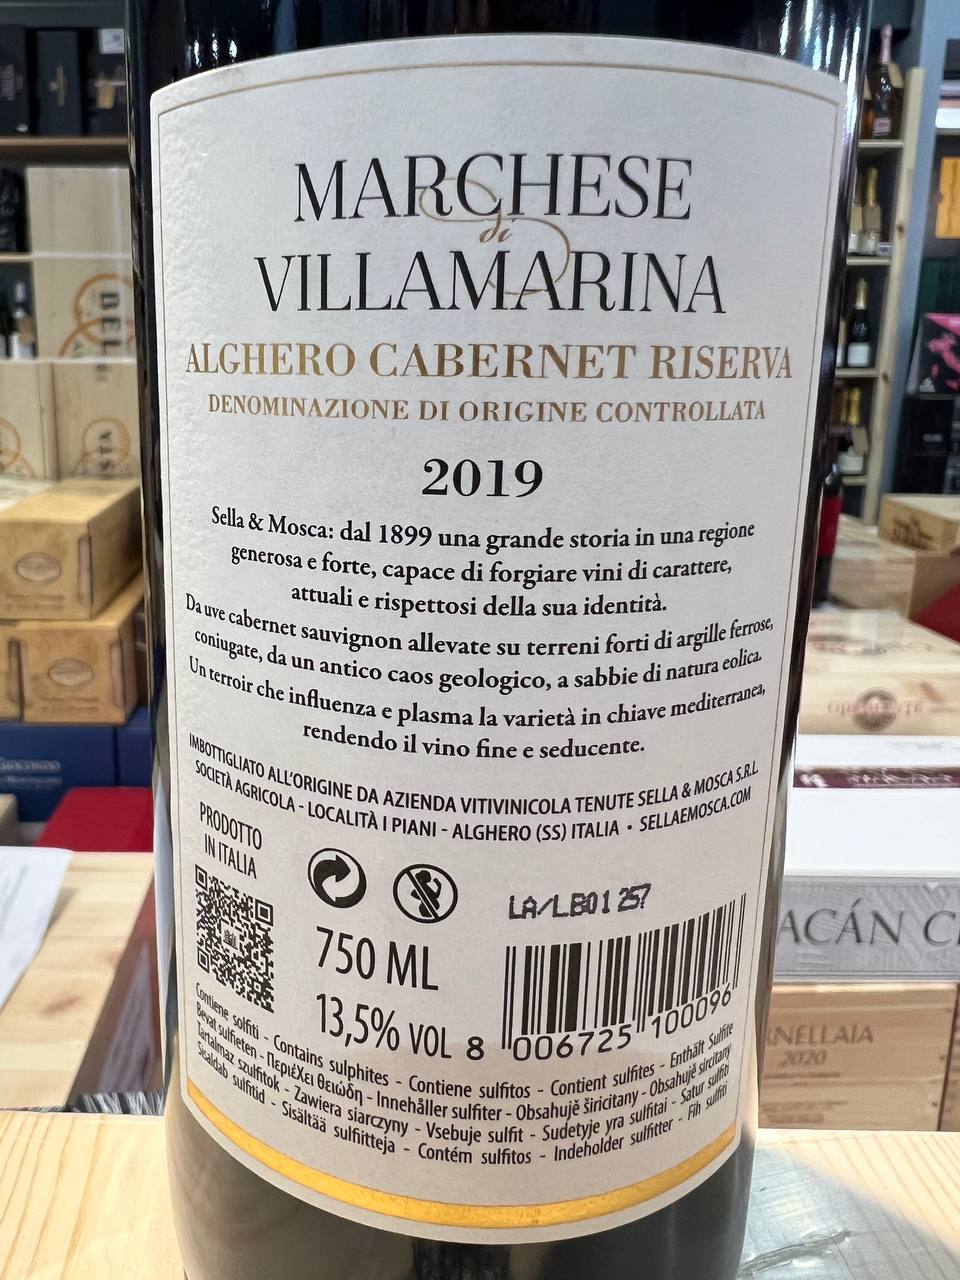 MARCHESE
di
VILLAMARINA
ALGHERO CABERNET RISERVA
DENOMINAZIONE DI ORIGINE CONTROLLATA
2019
Sella & Mosca: dal 1899 una grande storia in una regione
generosa e forte, capace di forgiare vini di carattere,
attuali e rispettosi della sua identità.
Da uve cabernet sauvignon allevate su terreni forti di argille ferrose,
coniugate, da un antico caos geologico, a sabbie di natura eolica.
Un terroir che influenza e plasma la varietà in chiave mediterranea,
rendendo il vino fine e seducente.
IMBOTTIGLIATO ALL'ORIGINE DA AZIENDA VITIVINICOLA TENUTE SELLA & MOSCA S.R.L.
SOCIETÀ AGRICOLA - LOCALITÀ I PIANI - ALGHERO (SS) ITALIA • SELLAEMOSCA.COM
PRODOTTO
IN ITALIA
LA/LB01257
750 ML
13,5% VOL
8 006725 100096
Contiene solfiti - Contains sulphites - Contiene sulfitos - Contient sulfites - Enthält Sulfite
Bevat sulfieten - ΠεριέΧει θειώδη - Innehåller sulfiter - Obsahujě širicitany - Obsahujě sircitany
Tartalmaz szulfitok - Zawiera siarczyny - Vsebuje sulfit - Sudetyje yra sulfitai - Satur sulfiti
Sisaldab sulfitid - Sisältää sulfiitteja - Contém sulfitos - Indeholder sulfitter - Fih sulfiti
ACÁN C
RNELLAIA
2020